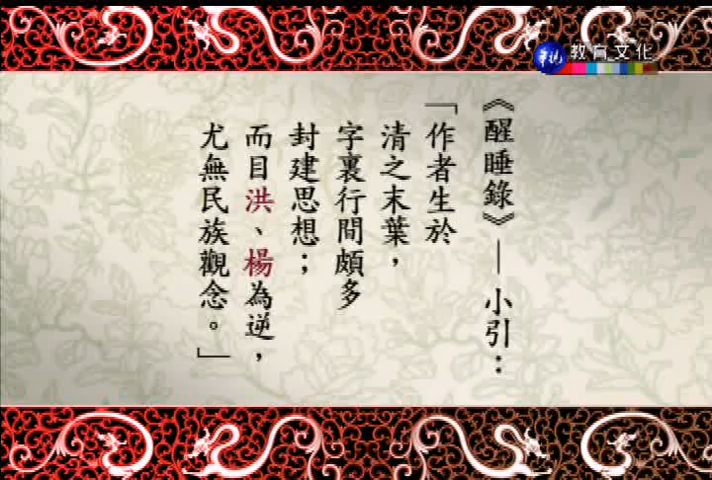 華視
教育文化
《醒睡錄》—小引：
「作者生於
清之末葉，
字裏行間頗多
封建思想；
而目洪、楊為逆，
尤無民族觀念。」